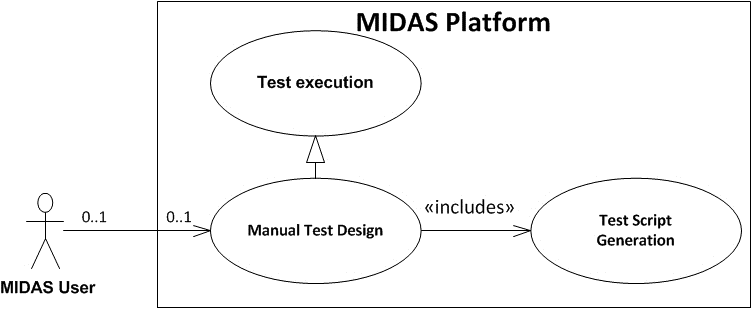 MIDAS Platform
Test execution
«includes»
0..1
0..1
Manual Test Design
Test Script
Generation
MIDAS User